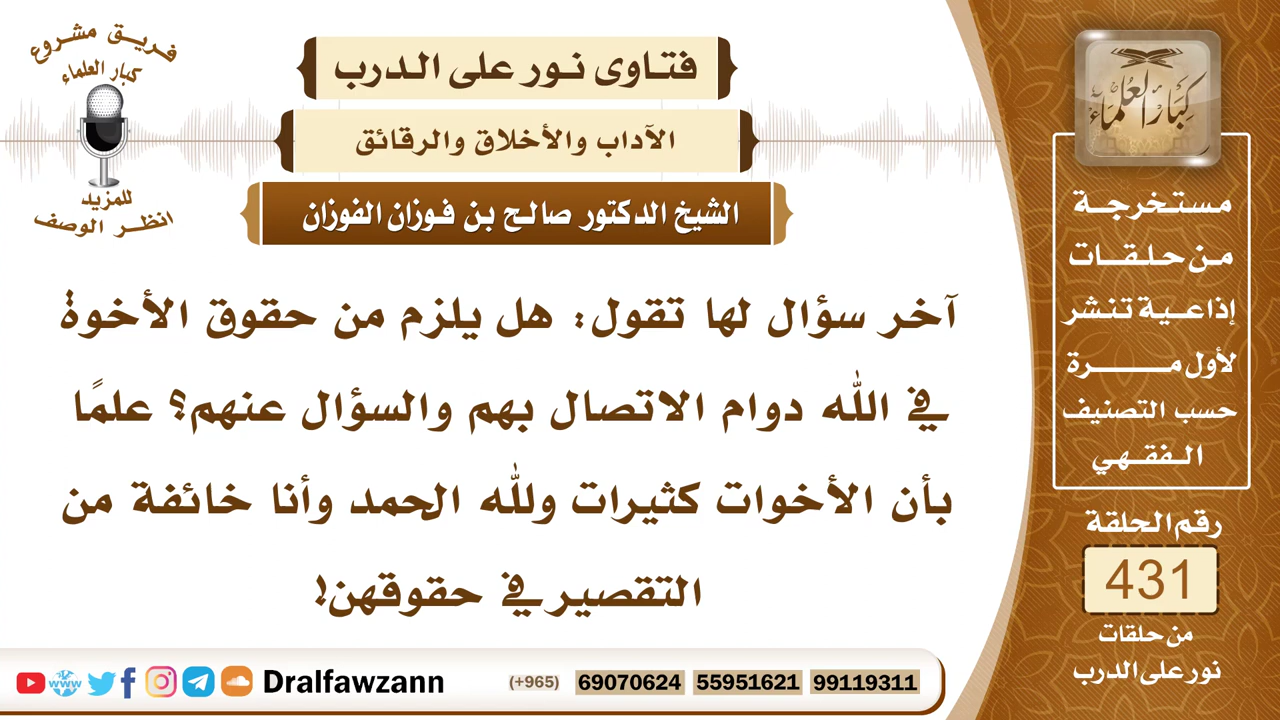 فريق مشروع
كبار العلماء
للمزيد
انظر الوصف
فتاوى نور على الدرب
الآداب والأخلاق والرقائق
الشيخ الدكتور صالح بن فوزان الفوزان
آخر سؤال لها تقول: هل يلزم من حقوق الأخوة
في الله دوام الاتصال بهم والسؤال عنهم؟ علمًا
بأن الأخوات كثيرات ولله الحمد وأنا خائفة من
التقصير في حقوقهن!
كبار العلماء
مستخرجة
من حلقات
إذاعية تنشر
لأول مرة
حسب التصنيف
الفقهي
رقم الحلقة
431
من حلقات
نور على الدرب
www Dralfawzann (+965) 69070624 55951621 99119311